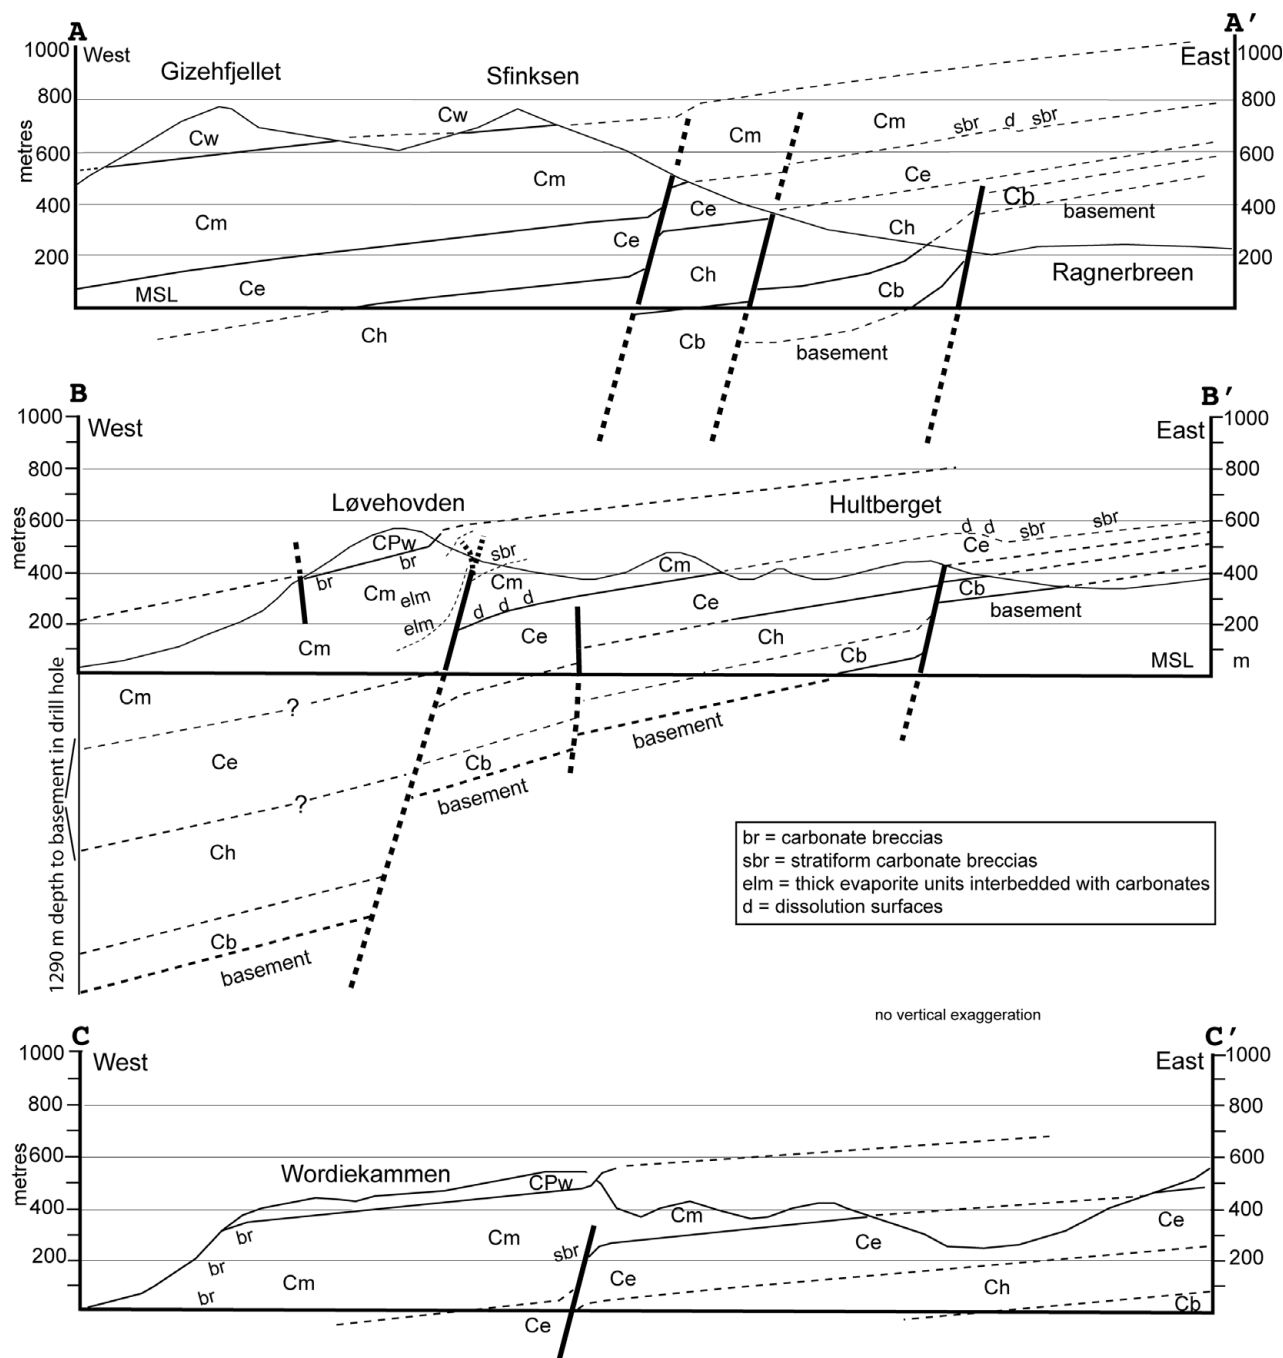 A
A′
1000
West
East
1000
Gizehfjellet
Sfinksen
800
Cw
Cw
Cm
Cm
sbr
d
sbr
800
metres
600
Cm
Ce
600
400
Cm
Ce
Ch
Cb
basement
400
200
Ce
Ce
MSL
Ch
Cb
Ragnerbreen
200
Ch
Cb
basement
B
B′
1000
West
East
1000
800
800
metres
Løvehovden
Hultberget
600
CPw
br
br
sbr
d
d
sbr
sbr
Ce
600
400
Cm
elm
elm
Cm
d
d
d
Cm
Ce
Cb
basement
400
200
Cm
Ce
Ch
Cb
200
MSL
m
Cm
?
basement
Ce
Cb
basement
?
Ch
Cb
basement
1290 m depth to basement in drill hole
br = carbonate breccias
sbr = stratiform carbonate breccias
elm = thick evaporite units interbedded with carbonates
d = dissolution surfaces
no vertical exaggeration
C
C′
1000
West
East
1000
800
800
metres
600
Wordiekammen
CPw
600
400
br
Cm
sbr
Cm
Ce
Ce
400
200
br
br
Cm
Ce
Ch
200
Ce
Cb